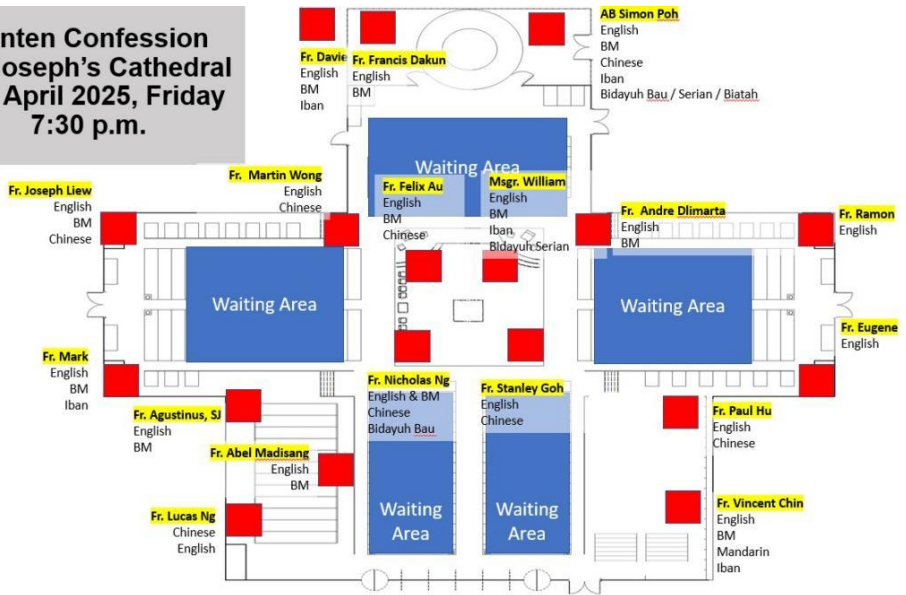 nten Confession
oseph's Cathedral
April 2025, Friday
7:30 p.m.
Fr. Davie
English
BM
Iban
Fr. Francis Dakun
English
BM
AB Simon Poh
English
BM
Chinese
Iban
Bidayuh Bau / Serian / Biatah
Waiting Area
Fr. Joseph Liew
English
BM
Chinese
Fr. Martin Wong
English
Chinese
Fr. Felix Au
English
BM
Chinese
Msgr. William
English
BM
Iban
Bidayuh Serian
Fr. Andre Dlimarta
English
BM
Fr. Ramon
English
Waiting Area
Waiting Area
Fr. Eugene
English
Fr. Mark
English
BM
Iban
Fr. Agustinus, SJ
English
BM
Fr. Nicholas Ng
English & BM
Chinese
Bidayuh Bau
Fr. Stanley Goh
English
Chinese
Fr. Paul Hu
English
Chinese
Fr. Abel Madisang
English
BM
Fr. Lucas Ng
Chinese
English
Waiting
Area
Waiting
Area
Fr. Vincent Chin
English
BM
Mandarin
Iban